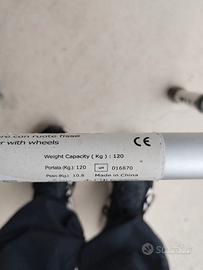 con ruote fisse
with wheels
Weight Capacity ( Kg ) : 120
CE
Portata (Kg.) 120
016870
Peso (Kg.) 10.8
Made in China
subito